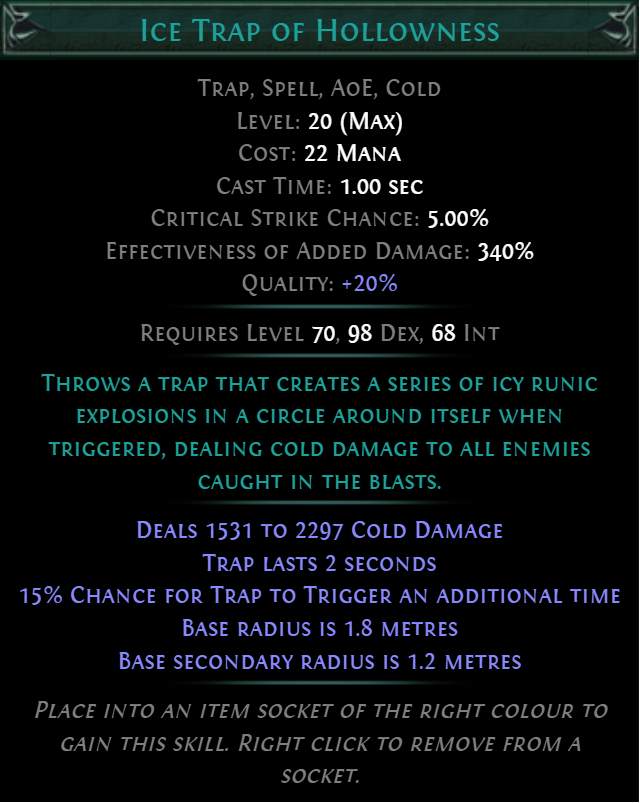 Ice Trap of Hollowness
Trap, Spell, AoE, Cold
Level: 20 (Max)
Cost: 22 Mana
Cast Time: 1.00 sec
Critical Strike Chance: 5.00%
Effectiveness of Added Damage: 340%
Quality: +20%
Requires Level 70, 98 Dex, 68 Int
Throws a trap that creates a series of icy runic
explosions in a circle around itself when
triggered, dealing cold damage to all enemies
caught in the blasts.
Deals 1531 to 2297 Cold Damage
Trap lasts 2 seconds
15% Chance for Trap to Trigger an additional time
Base radius is 1.8 metres
Base secondary radius is 1.2 metres
Place into an item socket of the right colour to
gain this skill. Right click to remove from a
socket.